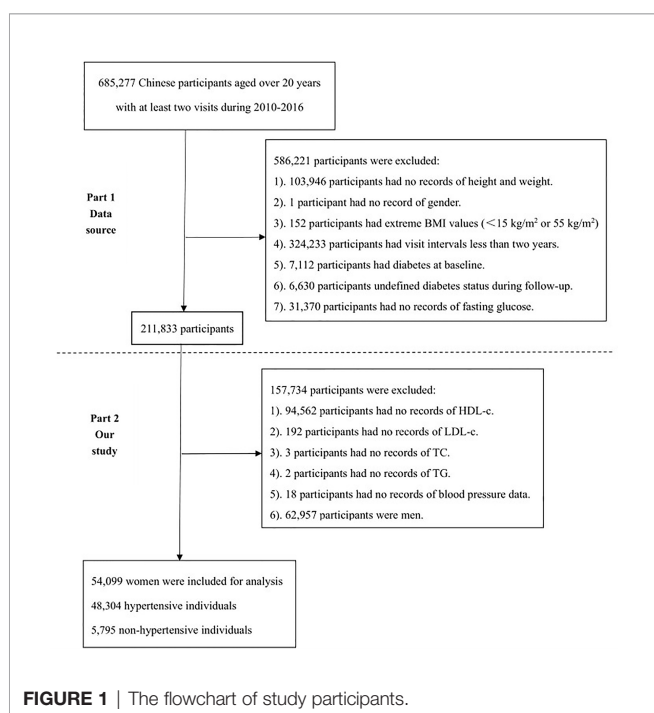 685,277 Chinese participants aged over 20 years
with at least two visits during 2010-2016
586,221 participants were excluded:
1). 103,946 participants had no records of height and weight.
2). 1 participant had no record of gender.
3). 152 participants had extreme BMI values (<15 kg/m² or 55 kg/m²)
4). 324,233 participants had visit intervals less than two years.
5). 7,112 participants had diabetes at baseline.
6). 6,630 participants undefined diabetes status during follow-up.
7). 31,370 participants had no records of fasting glucose.
Part 1
Data
source
211,833 participants
157,734 participants were excluded:
1). 94,562 participants had no records of HDL-c.
2). 192 participants had no records of LDL-c.
3). 3 participants had no records of TC.
4). 2 participants had no records of TG.
5). 18 participants had no records of blood pressure data.
6). 62,957 participants were men.
Part 2
Our
study
54,099 women were included for analysis
48,304 hypertensive individuals
5,795 non-hypertensive individuals
FIGURE 1 | The flowchart of study participants.